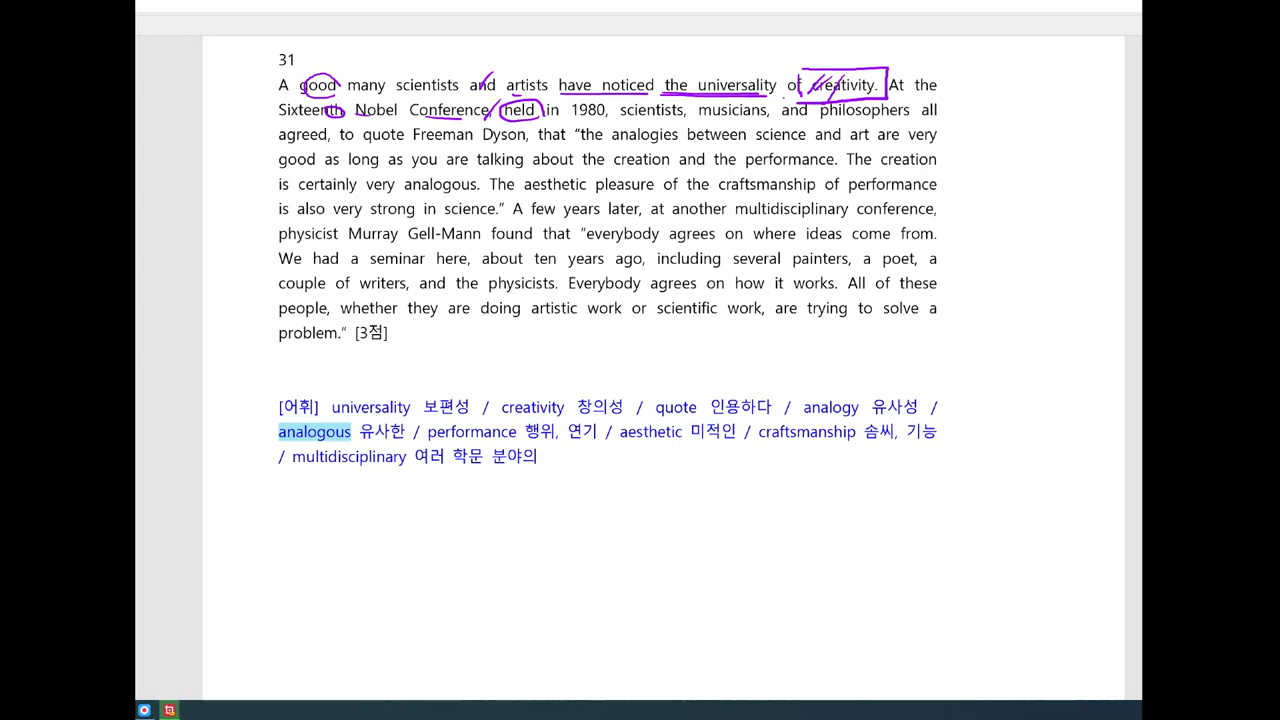 31
A good many scientists and artists have noticed the universality of creativity. At the
Sixteenth Nobel Conference, held in 1980, scientists, musicians, and philosophers all
agreed, to quote Freeman Dyson, that “the analogies between science and art are very
good as long as you are talking about the creation and the performance. The creation
is certainly very analogous. The aesthetic pleasure of the craftsmanship of performance
is also very strong in science.” A few years later, at another multidisciplinary conference,
physicist Murray Gell-Mann found that “everybody agrees on where ideas come from.
We had a seminar here, about ten years ago, including several painters, a poet, a
couple of writers, and the physicists. Everybody agrees on how it works. All of these
people, whether they are doing artistic work or scientific work, are trying to solve a
problem.” [3점]
[어휘] universality 보편성 / creativity 창의성 / quote 인용하다 / analogy 유사성 /
analogous 유사한 / performance 행위, 연기 / aesthetic 미적인 / craftsmanship 솜씨, 기능
/ multidisciplinary 여러 학문 분야의